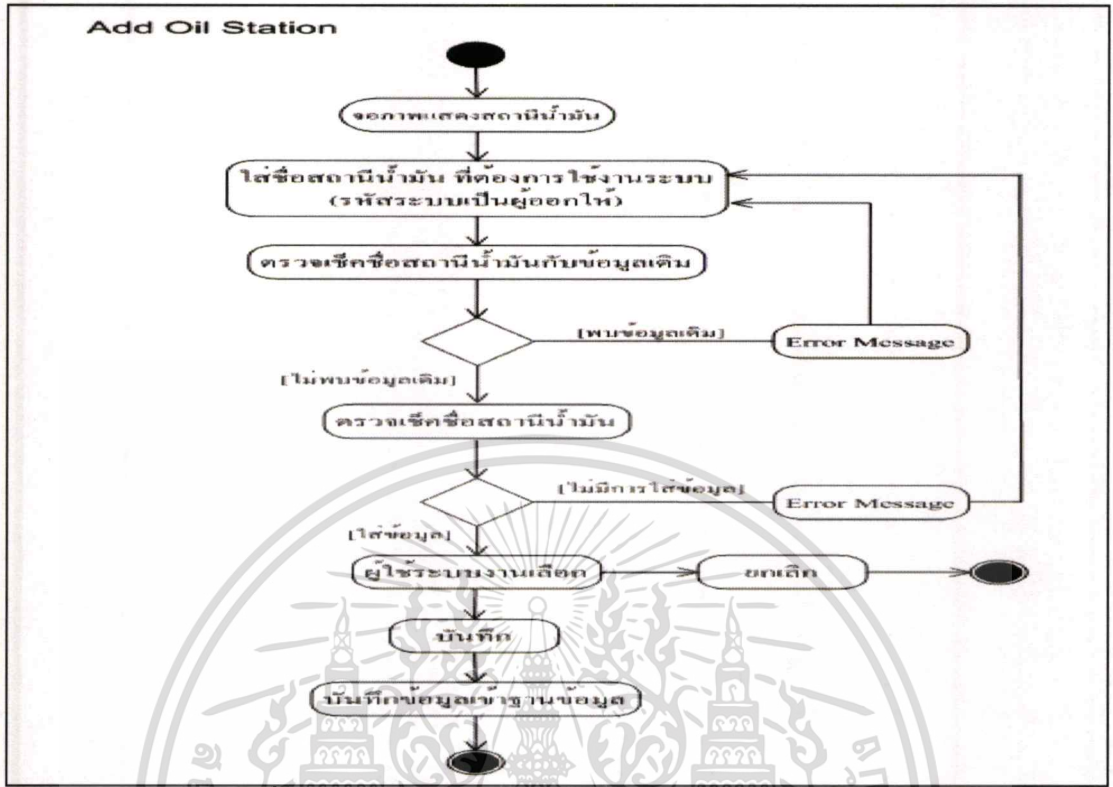 Add Oil Station
จอภาพแสดงสถานีน้ำมัน
ใส่ชื่อสถานีน้ำมัน ที่ต้องการใช้งานระบบ
(รหัสระบบเป็นผู้ออกให้)
ตรวจเช็คชื่อสถานีน้ำมันกับข้อมูลเดิม
[พบข้อมูลเดิม]
Error Message
[ไม่พบข้อมูลเดิม]
ตรวจเช็คชื่อสถานีน้ำมัน
[ไม่มีการใส่ข้อมูล]
Error Message
[ใส่ข้อมูล]
ผู้ใช้ระบบงานเลือก
ยกเลิก
บันทึก
บันทึกข้อมูลเข้าฐานข้อมูล